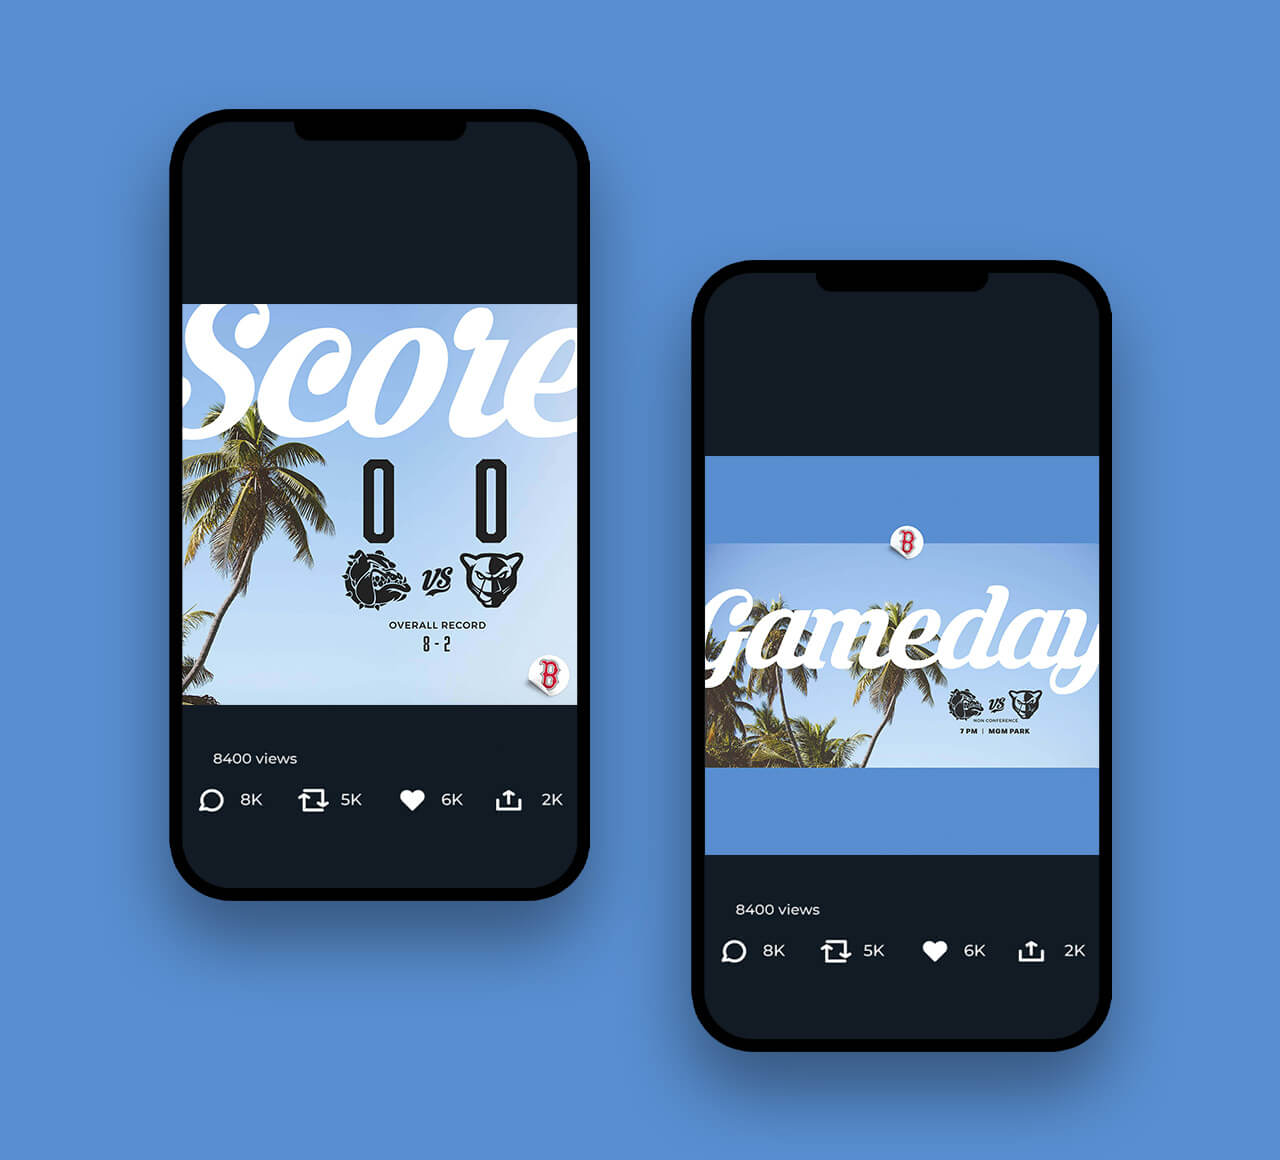 Score
0 0
VS
OVERALL RECORD
8 - 2
B
8400 views
8K 5K 6K 2K
B
Gameday
VS
NON CONFERENCE
7 PM | MGM PARK
8400 views
8K 5K 6K 2K